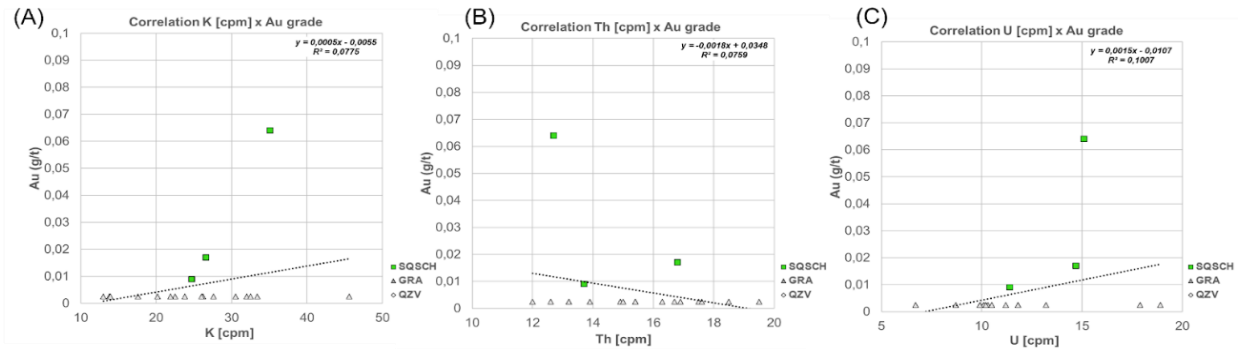 (A)
Correlation K [cpm] x Au grade
y = 0,0005x - 0,0055
R² = 0,0775
0,1
0,09
0,08
0,07
0,06
0,05
0,04
0,03
0,02
0,01
0
Au (g/t)
10
20
30
40
50
K [cpm]
SQSCH
GRA
QZV
(B)
Correlation Th [cpm] x Au grade
y = -0,0018x + 0,0348
R² = 0,0759
0,1
0,09
0,08
0,07
0,06
0,05
0,04
0,03
0,02
0,01
0
Au (g/t)
10
12
14
16
18
20
Th [cpm]
SQSCH
GRA
QZV
(C)
Correlation U [cpm] x Au grade
y = 0,0015x - 0,0107
R² = 0,1007
0,1
0,09
0,08
0,07
0,06
0,05
0,04
0,03
0,02
0,01
0
Au (g/t)
5
10
15
20
U [cpm]
SQSCH
GRA
QZV